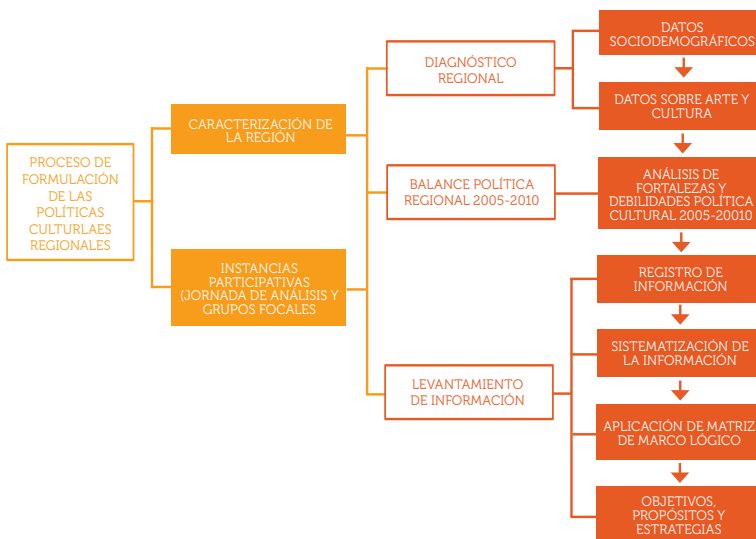 PROCESO DE
FORMULACIÓN
DE LAS
POLÍTICAS
CULTURLAES
REGIONALES
CARACTERIZACIÓN DE
LA REGIÓN
INSTANCIAS
PARTICIPATIVAS
(JORNADA DE ANÁLISIS Y
GRUPOS FOCALES
DIAGNÓSTICO
REGIONAL
BALANCE POLÍTICA
REGIONAL 2005-2010
LEVANTAMIENTO
DE INFORMACIÓN
DATOS
SOCIODEMOGRÁFICOS
DATOS SOBRE ARTE Y
CULTURA
ANÁLISIS DE
FORTALEZAS Y
DEBILIDADES POLÍTICA
CULTURAL 2005-20010
REGISTRO DE
INFORMACIÓN
SISTEMATIZACIÓN DE
LA INFORMACIÓN
APLICACIÓN DE MATRIZ
DE MARCO LÓGICO
OBJETIVOS,
PROPÓSITOS Y
ESTRATEGIAS